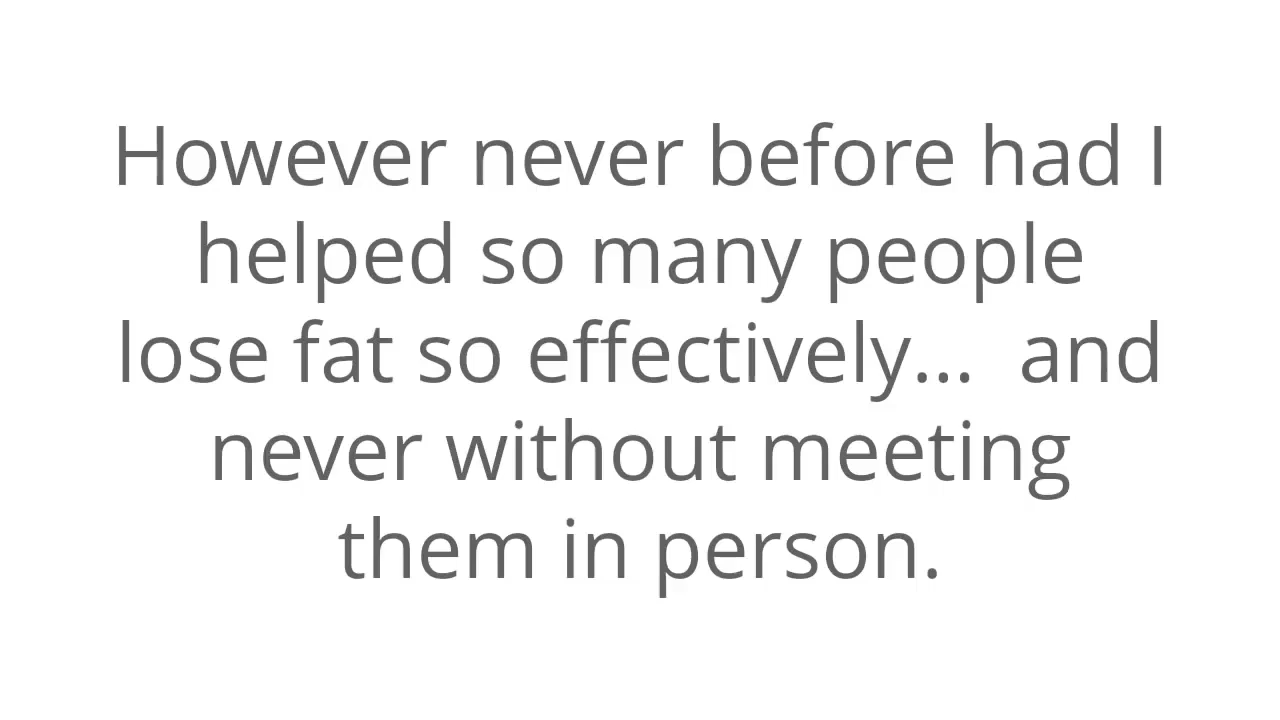 However never before had I
helped so many people
lose fat so effectively...  and
never without meeting
them in person.